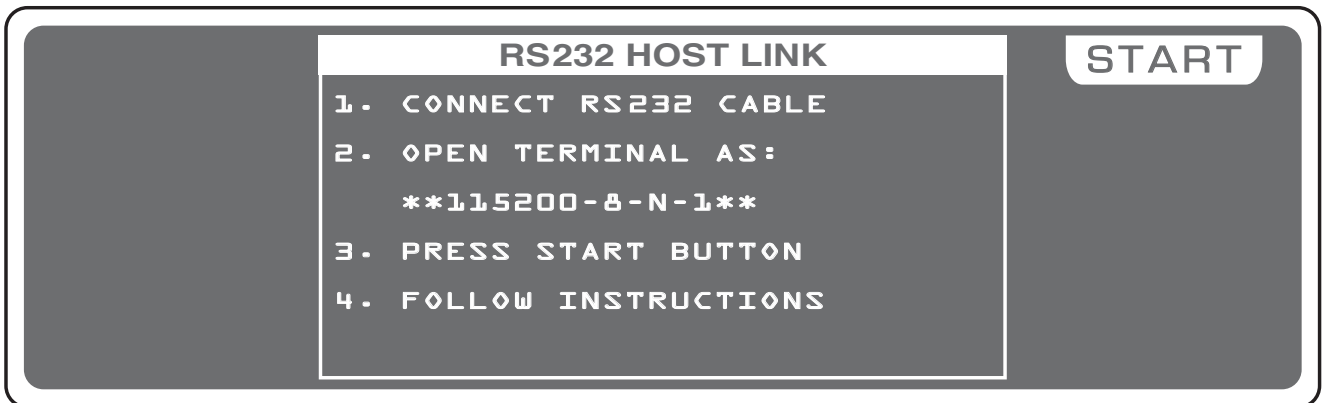 RS232 HOST LINK
START
1. CONNECT RS232 CABLE
2. OPEN TERMINAL AS:
**115200-8-N-1**
3. PRESS START BUTTON
4. FOLLOW INSTRUCTIONS